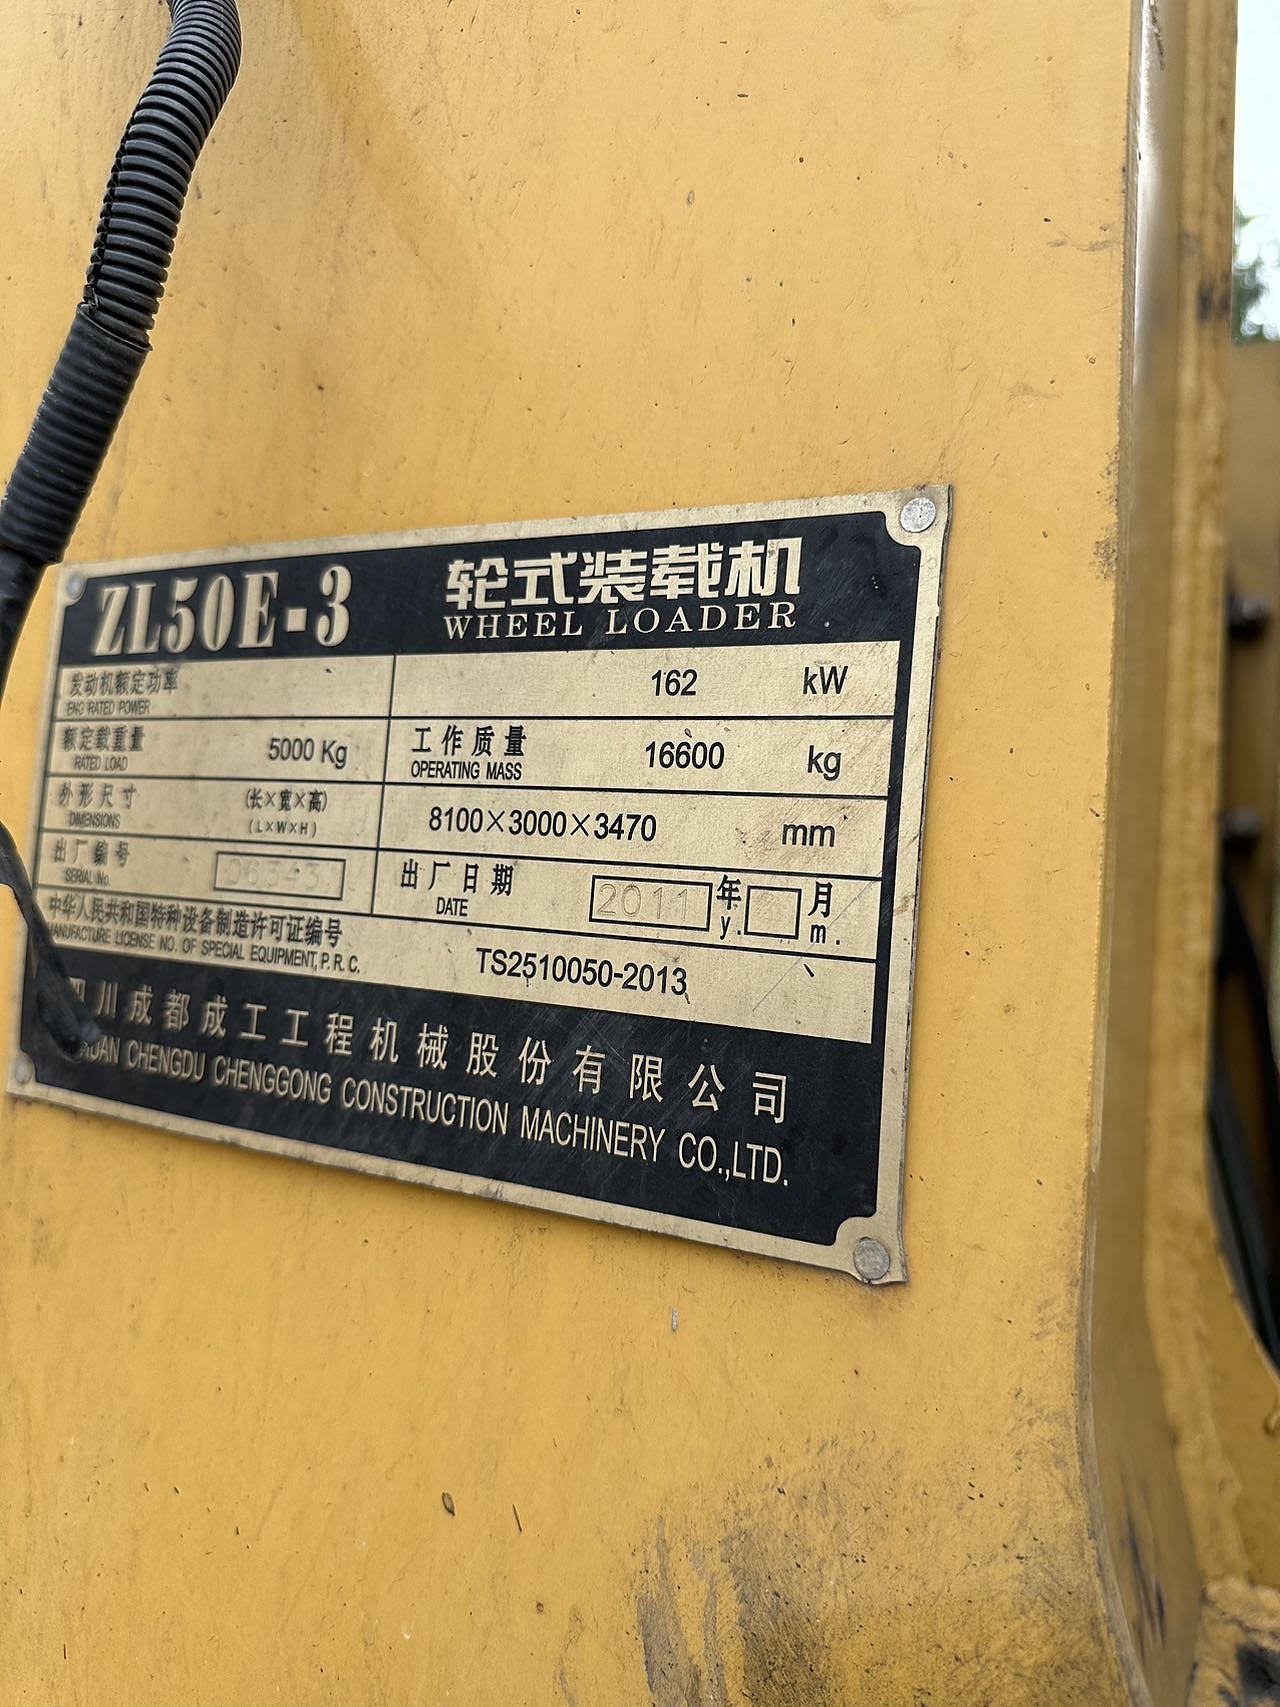 ZL50E-3 轮式装载机
WHEEL LOADER
发动机额定功率 162 kW
ENG RATED POWER
额定载重量 5000 Kg 工作质量 16600 kg
RATED LOAD OPERATING MASS
外形尺寸 (长×宽×高) 8100×3000×3470 mm
DIMENSIONS (L×W×H)
出厂编号 出厂日期 2011 年 月
SERIAL No. DATE y. m.
中华人民共和国特种设备制造许可证编号 TS2510050-2013
MANUFACTURE LICENSE NO. OF SPECIAL EQUIPMENT, P. R. C.
四川成都成工工程机械股份有限公司
CHENGDU CHENGGONG CONSTRUCTION MACHINERY CO.,LTD.